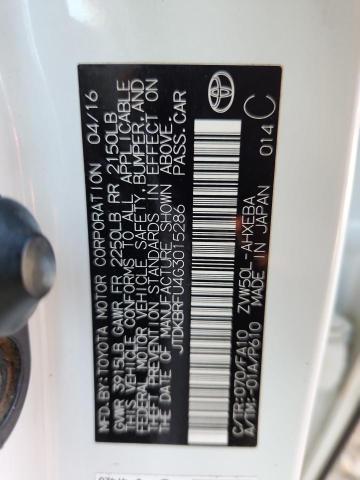 MFD. BY: TOYOTA MOTOR CORPORATION 04/16
GVWR 3915LB GAWR FR 2250LB RR 2150LB
THIS VEHICLE CONFORMS TO ALL APPLICABLE
FEDERAL MOTOR VEHICLE SAFETY, BUMPER, AND
THEFT PREVENTION STANDARDS IN EFFECT ON
THE DATE OF MANUFACTURE SHOWN ABOVE.
JTDKBRFU4G3015286 PASS.CAR
C/TR:070/FA10 ZVW50L-AHXEBA
A/TM:-01A/P610 MADE IN JAPAN
TOYOTA
014 C